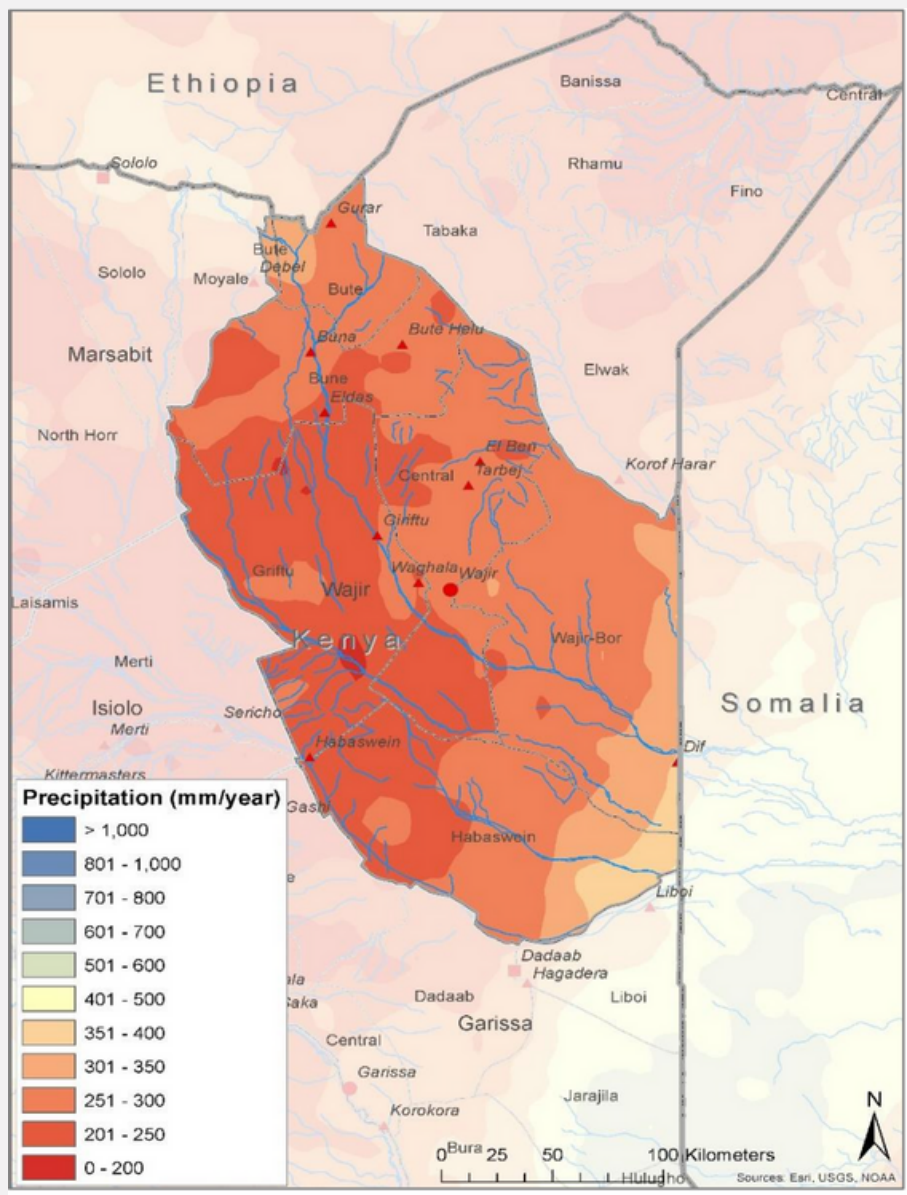 Ethiopia
Banissa
Central
Sololo
Rhamu
Fino
Gurar
Tabaka
Bute
Debel
Sololo
Moyale
Bute
Buna
Bute Helu
Marsabit
Elwak
Bune
Eldas
North Horr
El Ben
Korof Harar
Central
Tarbej
Giriftu
Griftu
Waghala
Wajir
Wajir
Laisamis
Kenya
Wajir-Bor
Merti
Isiolo
Sericho
Somalia
Merti
Habaswein
Dif
Kittermasters
Gashi
Habaswein
Liboi
Dadaab
Hagadera
Dadaab
Liboi
Garissa
Central
Garissa
Jarajila
Korokora
Bura
Hulugho
Precipitation (mm/year)
> 1,000
801 - 1,000
701 - 800
601 - 700
501 - 600
401 - 500
351 - 400
301 - 350
251 - 300
201 - 250
0 - 200
0 25 50 100 Kilometers
N
Sources: Esri, USGS, NOAA